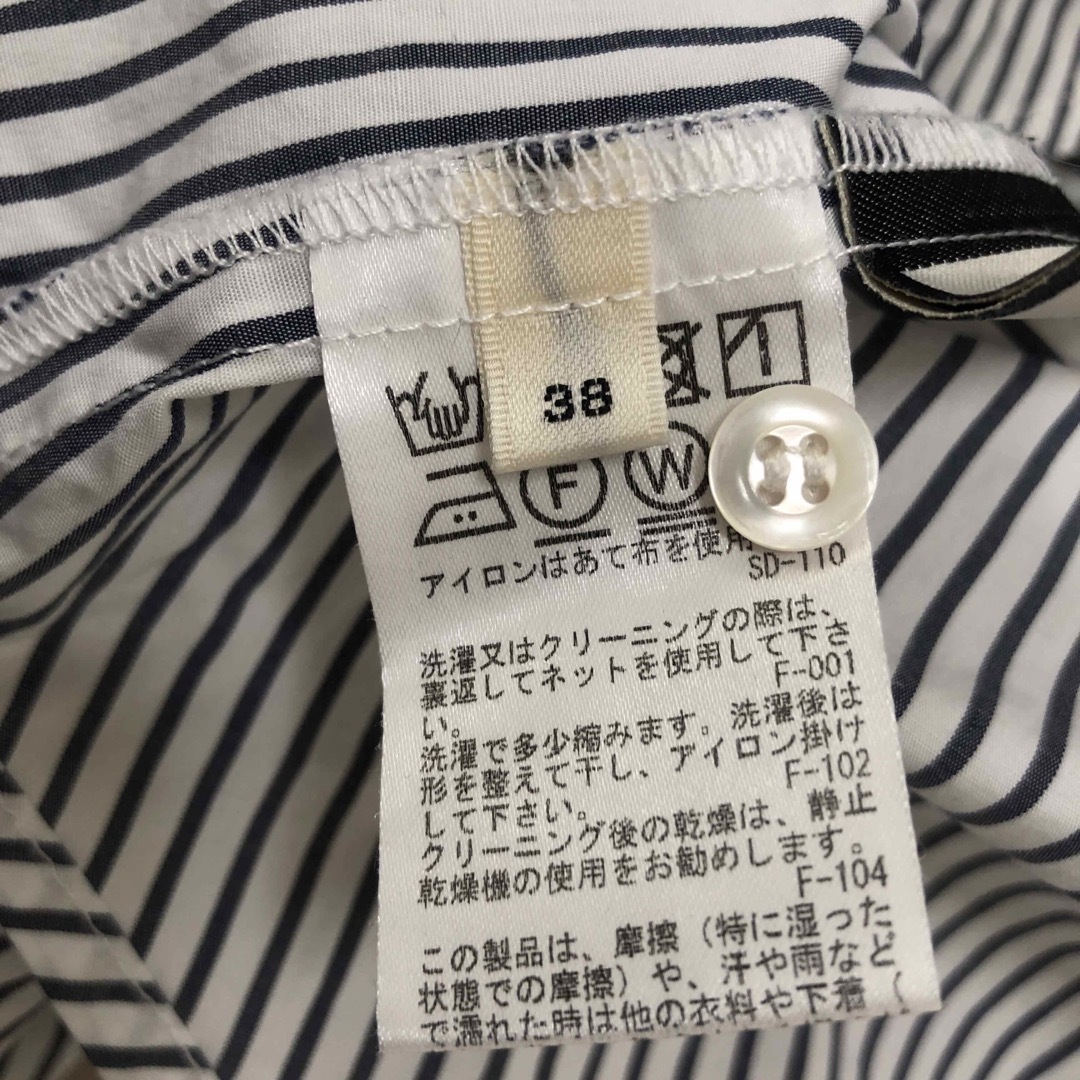 38
F
W
アイロンはあて布を使用
SD-110
洗濯又はクリーニングの際は、
裏返してネットを使用して下さ
い。
F-001
洗濯で多少縮みます。洗濯後は
形を整えて干し、アイロン掛け
して下さい。
F-102
クリーニング後の乾燥は、静止
乾燥機の使用をお勧めします。
F-104
この製品は、摩擦（特に湿った
状態での摩擦）や、汗や雨など
で濡れた時は他の衣料や下着（